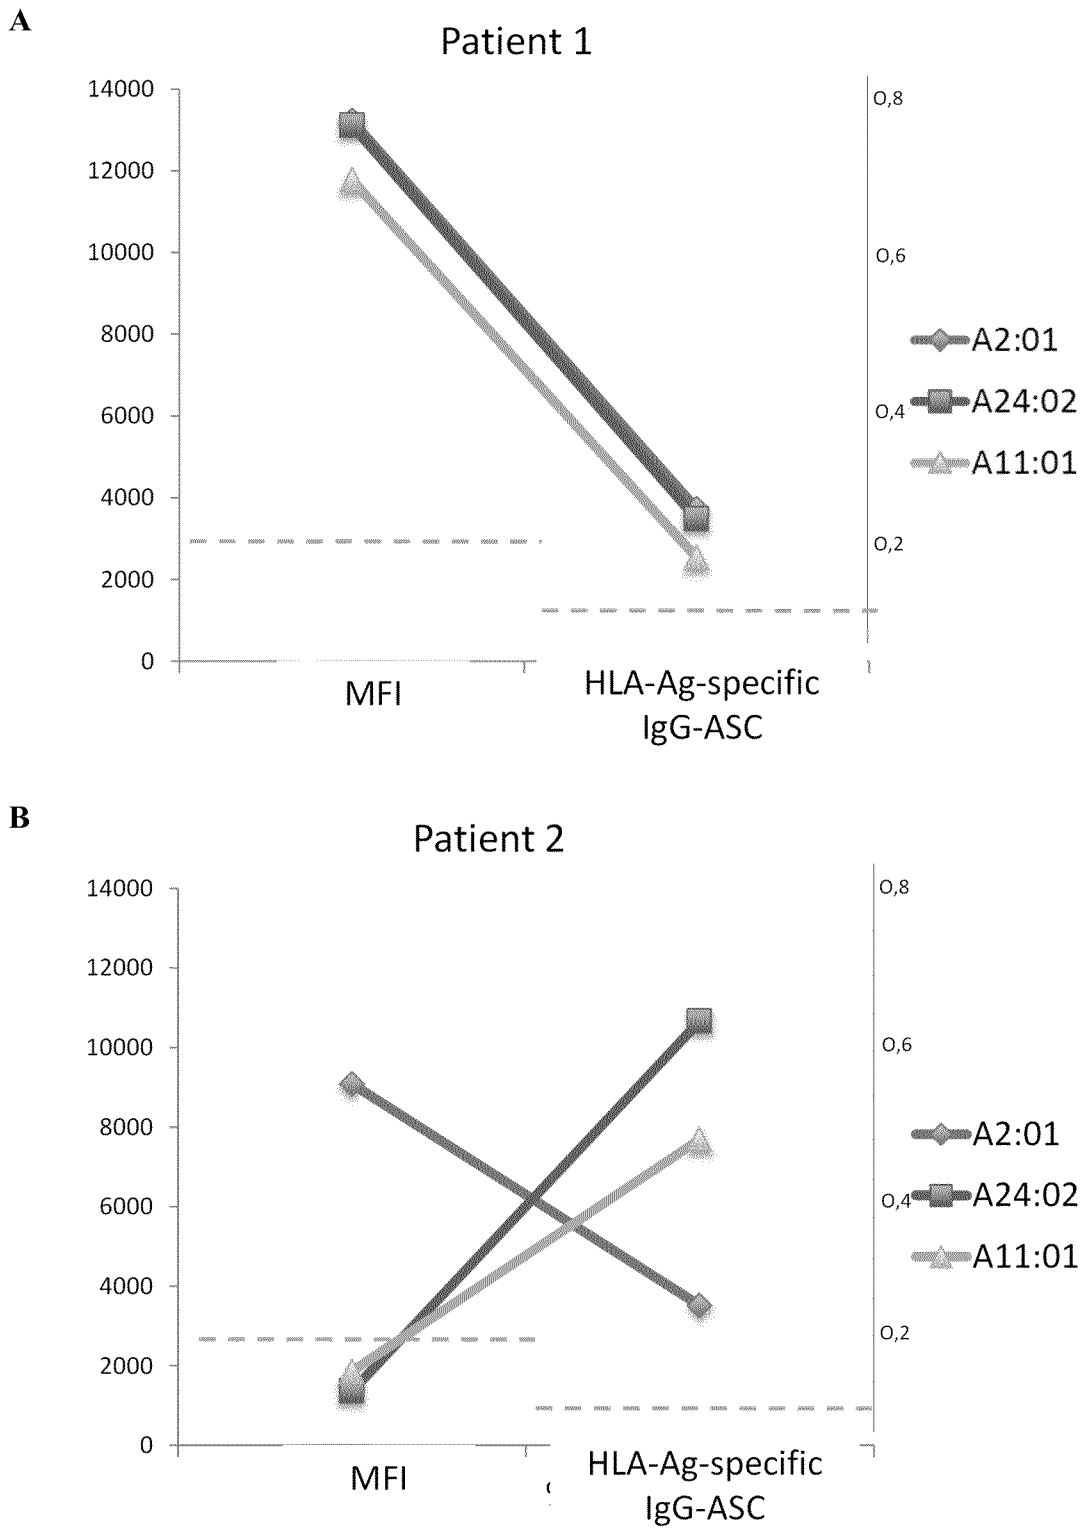 A
Patient 1
14000
12000
10000
8000
6000
4000
2000
0
O,8
O,6
O,4
O,2
A2:01
A24:02
A11:01
MFI
HLA-Ag-specific
IgG-ASC
B
Patient 2
14000
12000
10000
8000
6000
4000
2000
0
O,8
O,6
O,4
O,2
A2:01
A24:02
A11:01
MFI
HLA-Ag-specific
IgG-ASC